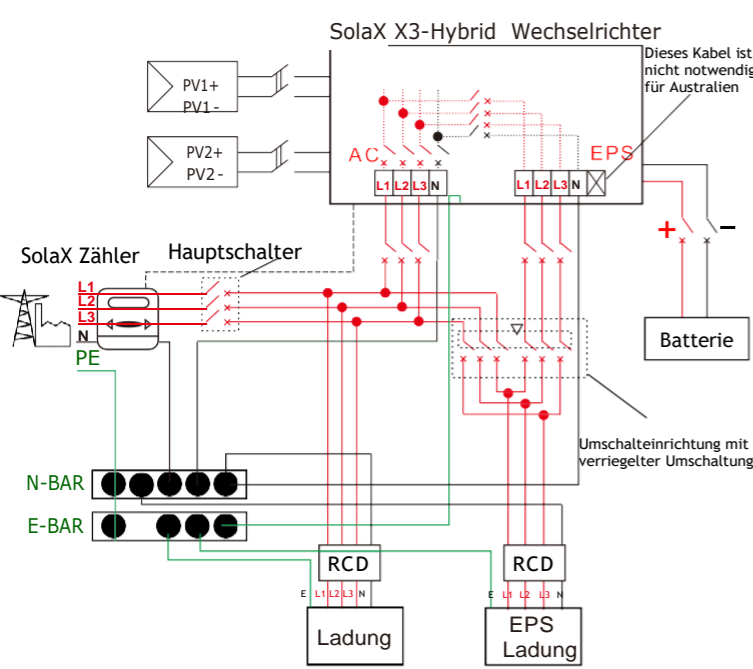 SolaX X3-Hybrid Wechselrichter
Dieses Kabel ist
nicht notwendig
für Australien
PV1+
PV1-
PV2+
PV2-
AC
EPS
L1 L2 L3 N
L1 L2 L3 N
+ −
SolaX Zähler
Hauptschalter
L1
L2
L3
N
PE
Batterie
Umschalteinrichtung mit
verriegelter Umschaltung
N-BAR
E-BAR
RCD
RCD
E L1 L2 L3 N
E L1 L2 L3 N
Ladung
EPS
Ladung